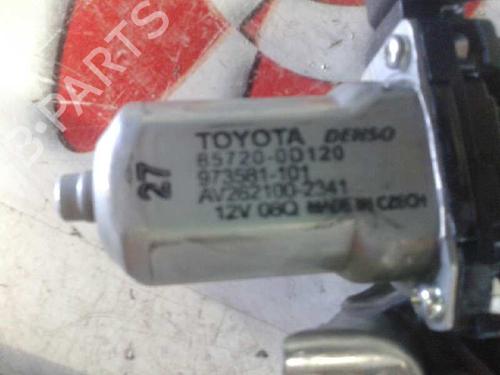 B-PARTS
TOYOTA DENSO
85720-0D120
973581-101
AV262100-2341
12V 08Q MADE IN CZECH
27